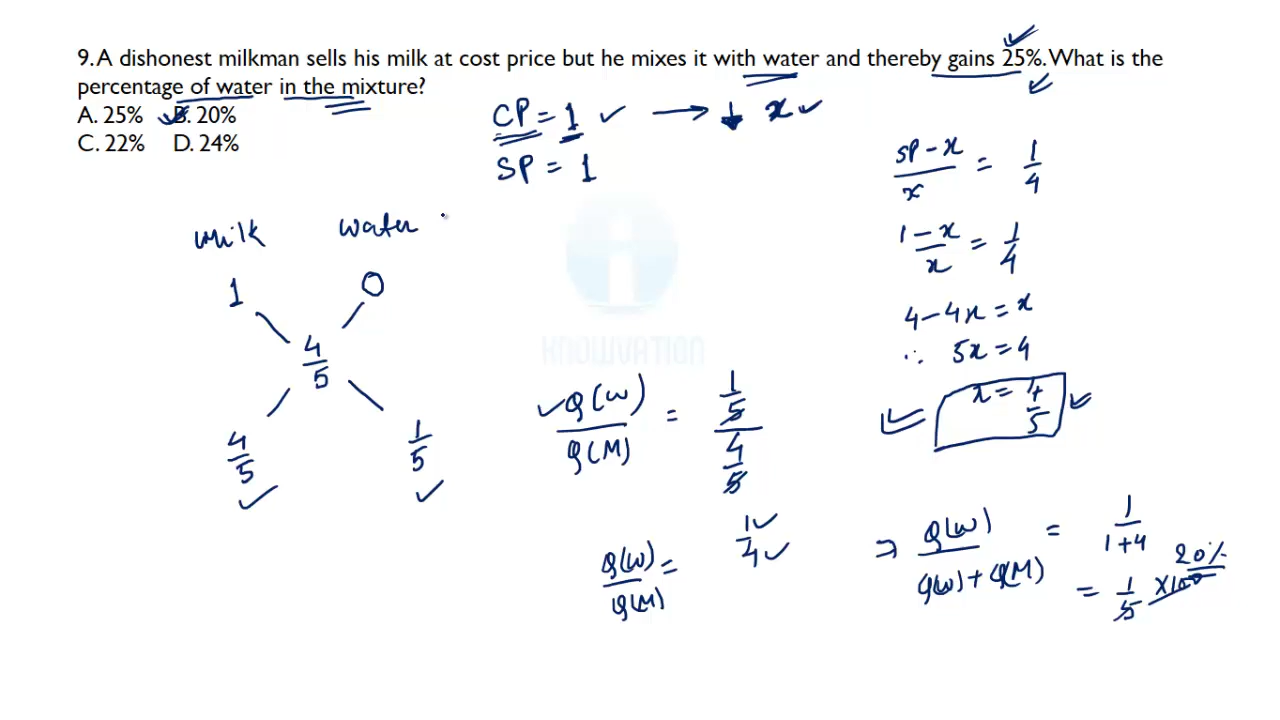 9.A dishonest milkman sells his milk at cost price but he mixes it with water and thereby gains 25%. What is the
percentage of water in the mixture?
A. 25% B. 20%
C. 22% D. 24%
CP = 1 → ↓ x
SP = 1
milk water
1 0
4/5
4/5 1/5
Q(W)/Q(M) = 1/5 / 4/5
Q(W)/Q(M) = 1/4
SP - x / x = 1/4
1 - x / x = 1/4
4 - 4x = x
∴ 5x = 4
x = 4/5
⇒ Q(W) / Q(W) + Q(M) = 1 / 1+4
= 1/5 × 100 20%
KNOWVATION